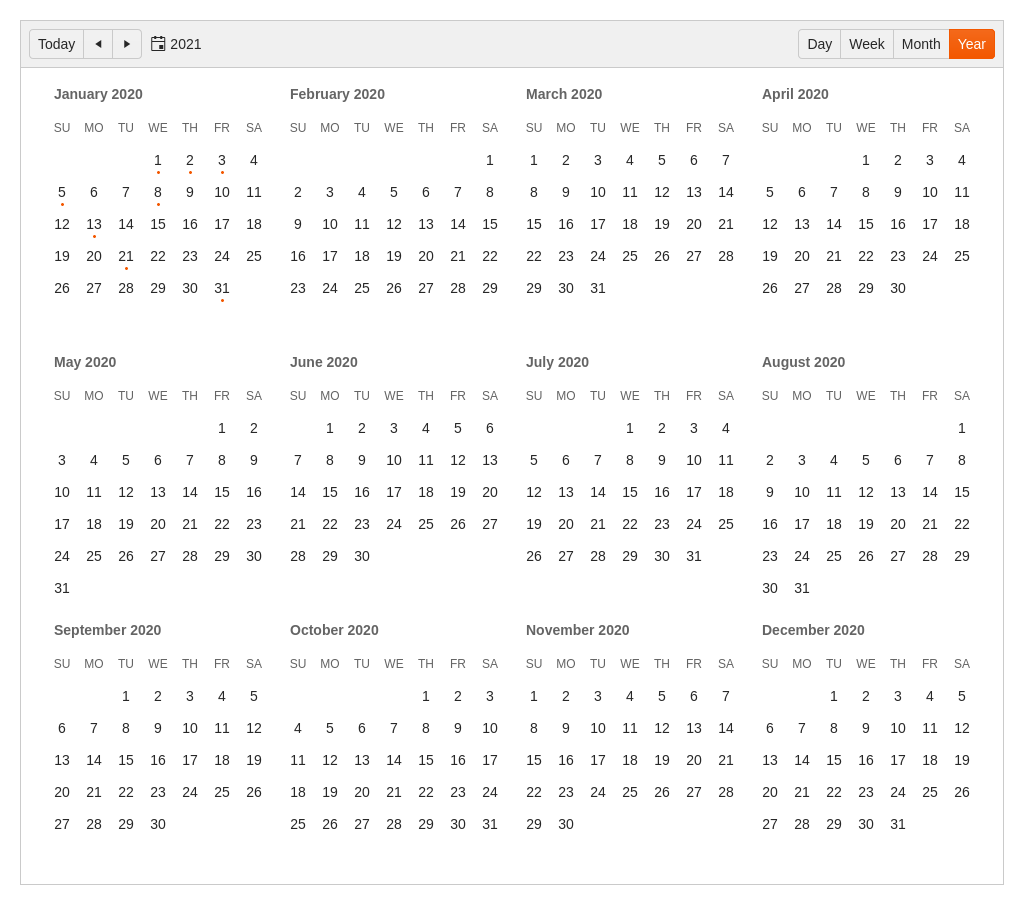 Today 2021 Day Week Month Year
January 2020 February 2020 March 2020 April 2020
SU MO TU WE TH FR SA SU MO TU WE TH FR SA SU MO TU WE TH FR SA SU MO TU WE TH FR SA
1 2 3 4 1 1 2 3 4 5 6 7 1 2 3 4
5 6 7 8 9 10 11 2 3 4 5 6 7 8 8 9 10 11 12 13 14 5 6 7 8 9 10 11
12 13 14 15 16 17 18 9 10 11 12 13 14 15 15 16 17 18 19 20 21 12 13 14 15 16 17 18
19 20 21 22 23 24 25 16 17 18 19 20 21 22 22 23 24 25 26 27 28 19 20 21 22 23 24 25
26 27 28 29 30 31 23 24 25 26 27 28 29 29 30 31 26 27 28 29 30
May 2020 June 2020 July 2020 August 2020
SU MO TU WE TH FR SA SU MO TU WE TH FR SA SU MO TU WE TH FR SA SU MO TU WE TH FR SA
1 2 1 2 3 4 5 6 1 2 3 4 1
3 4 5 6 7 8 9 7 8 9 10 11 12 13 5 6 7 8 9 10 11 2 3 4 5 6 7 8
10 11 12 13 14 15 16 14 15 16 17 18 19 20 12 13 14 15 16 17 18 9 10 11 12 13 14 15
17 18 19 20 21 22 23 21 22 23 24 25 26 27 19 20 21 22 23 24 25 16 17 18 19 20 21 22
24 25 26 27 28 29 30 28 29 30 26 27 28 29 30 31 23 24 25 26 27 28 29
31 30 31
September 2020 October 2020 November 2020 December 2020
SU MO TU WE TH FR SA SU MO TU WE TH FR SA SU MO TU WE TH FR SA SU MO TU WE TH FR SA
1 2 3 4 5 1 2 3 1 2 3 4 5 6 7 1 2 3 4 5
6 7 8 9 10 11 12 4 5 6 7 8 9 10 8 9 10 11 12 13 14 6 7 8 9 10 11 12
13 14 15 16 17 18 19 11 12 13 14 15 16 17 15 16 17 18 19 20 21 13 14 15 16 17 18 19
20 21 22 23 24 25 26 18 19 20 21 22 23 24 22 23 24 25 26 27 28 20 21 22 23 24 25 26
27 28 29 30 25 26 27 28 29 30 31 29 30 27 28 29 30 31